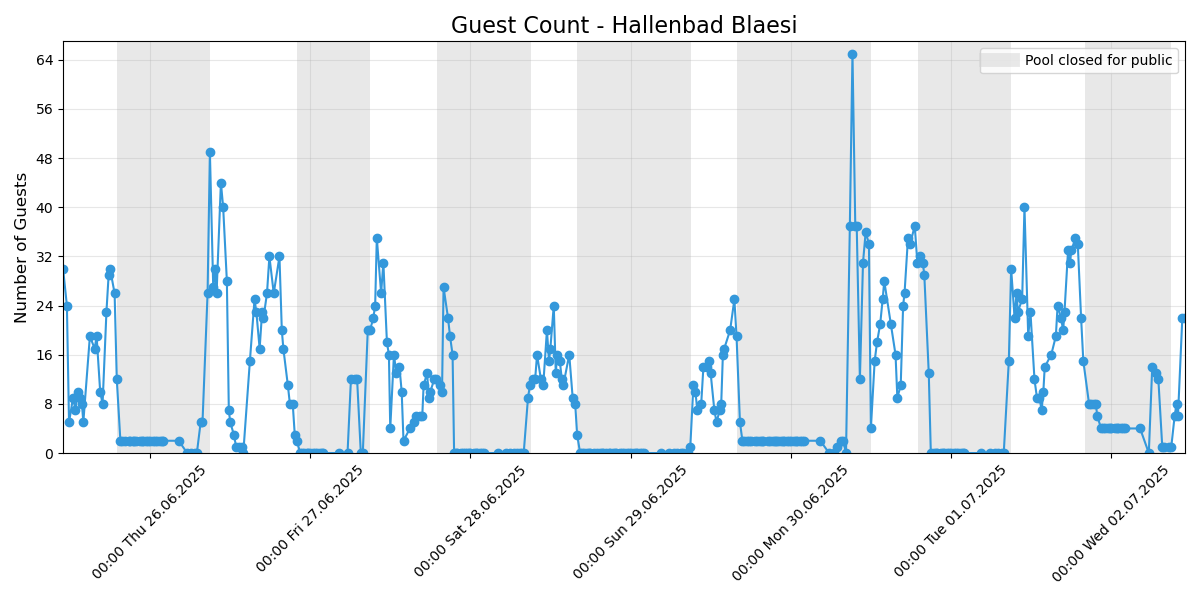 Guest Count - Hallenbad Blaesi
Pool closed for public
Number of Guests
64
56
48
40
32
24
16
8
0
00:00 Thu 26.06.2025
00:00 Fri 27.06.2025
00:00 Sat 28.06.2025
00:00 Sun 29.06.2025
00:00 Mon 30.06.2025
00:00 Tue 01.07.2025
00:00 Wed 02.07.2025